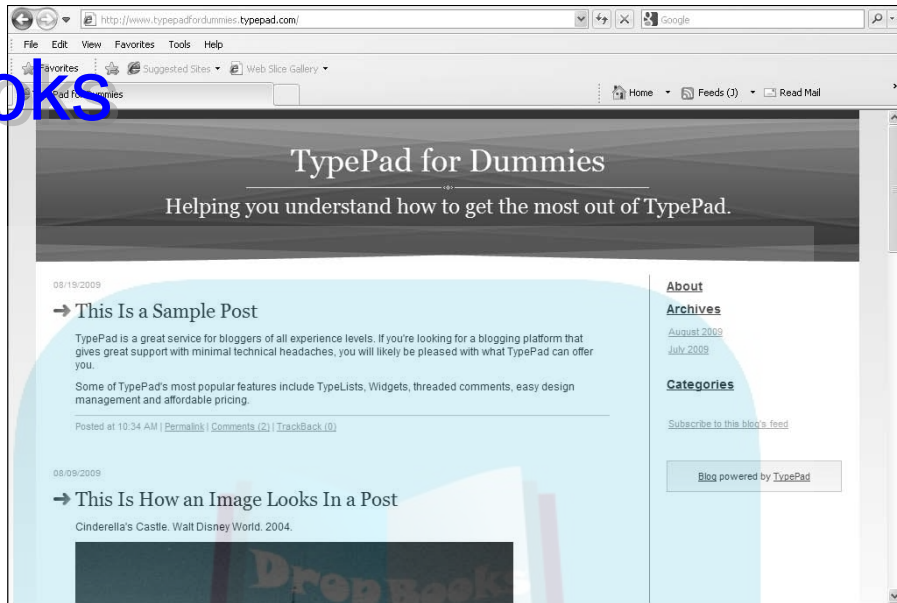 http://www.typepadfordummies.typepad.com/
Google
File Edit View Favorites Tools Help
Favorites Suggested Sites Web Slice Gallery
oks
TypePad for Dummies
Home Feeds (J) Read Mail
TypePad for Dummies
Helping you understand how to get the most out of TypePad.
08/19/2009
This Is a Sample Post
TypePad is a great service for bloggers of all experience levels. If you're looking for a blogging platform that
gives great support with minimal technical headaches, you will likely be pleased with what TypePad can offer
you.
Some of TypePad's most popular features include TypeLists, Widgets, threaded comments, easy design
management and affordable pricing.
Posted at 10:34 AM | Permalink | Comments (2) | TrackBack (0)
08/09/2009
This Is How an Image Looks In a Post
Cinderella's Castle. Walt Disney World. 2004.
DropBooks
About
Archives
August 2009
July 2009
Categories
Subscribe to this blog's feed
Blog powered by TypePad